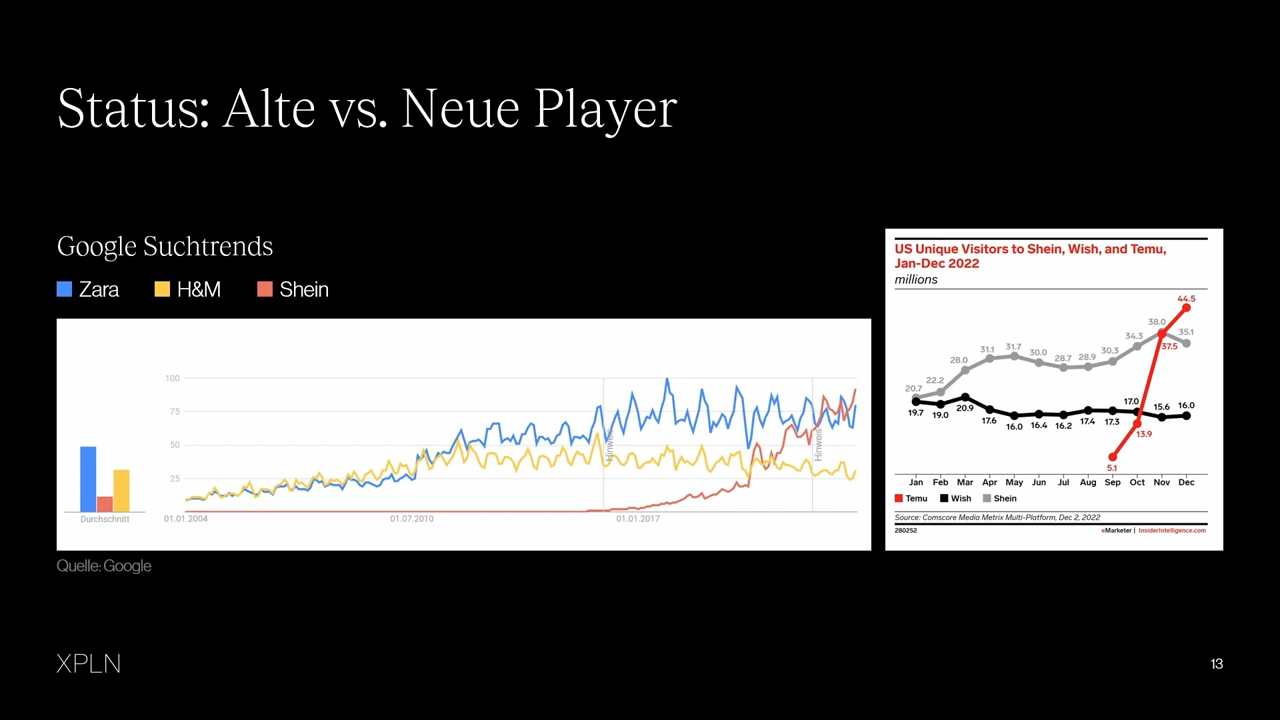 Status: Alte vs. Neue Player
Google Suchtrends
Zara H&M Shein
100
75
50
25
Hinweis
Hinweis
Durchschnitt
01.01.2004
01.07.2010
01.01.2017
Quelle: Google
US Unique Visitors to Shein, Wish, and Temu,
Jan-Dec 2022
millions
20.7 22.2 28.0 31.1 31.7 30.0 28.7 28.9 30.3 34.3 38.0 35.1
19.7 19.0 20.9 17.6 16.0 16.4 16.2 17.4 17.3 17.0 15.6 16.0
5.1 13.9 37.5 44.5
Jan Feb Mar Apr May Jun Jul Aug Sep Oct Nov Dec
Temu Wish Shein
Source: Comscore Media Metrix Multi-Platform, Dec 2, 2022
280252 eMarketer | InsiderIntelligence.com
XPLN
13